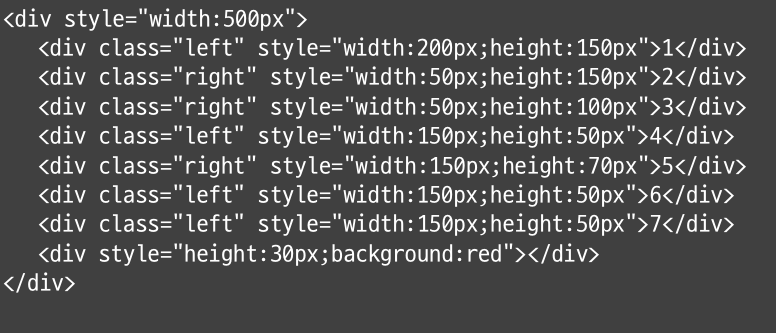 <div style="width:500px">
   <div class="left" style="width:200px;height:150px">1</div>
   <div class="right" style="width:50px;height:150px">2</div>
   <div class="right" style="width:50px;height:100px">3</div>
   <div class="left" style="width:150px;height:50px">4</div>
   <div class="right" style="width:150px;height:70px">5</div>
   <div class="left" style="width:150px;height:50px">6</div>
   <div class="left" style="width:150px;height:50px">7</div>
   <div style="height:30px;background:red"></div>
</div>